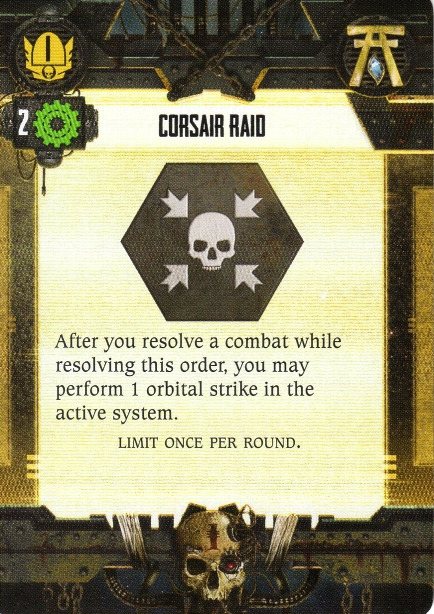 2
CORSAIR RAID
After you resolve a combat while
resolving this order, you may
perform 1 orbital strike in the
active system.
LIMIT ONCE PER ROUND.